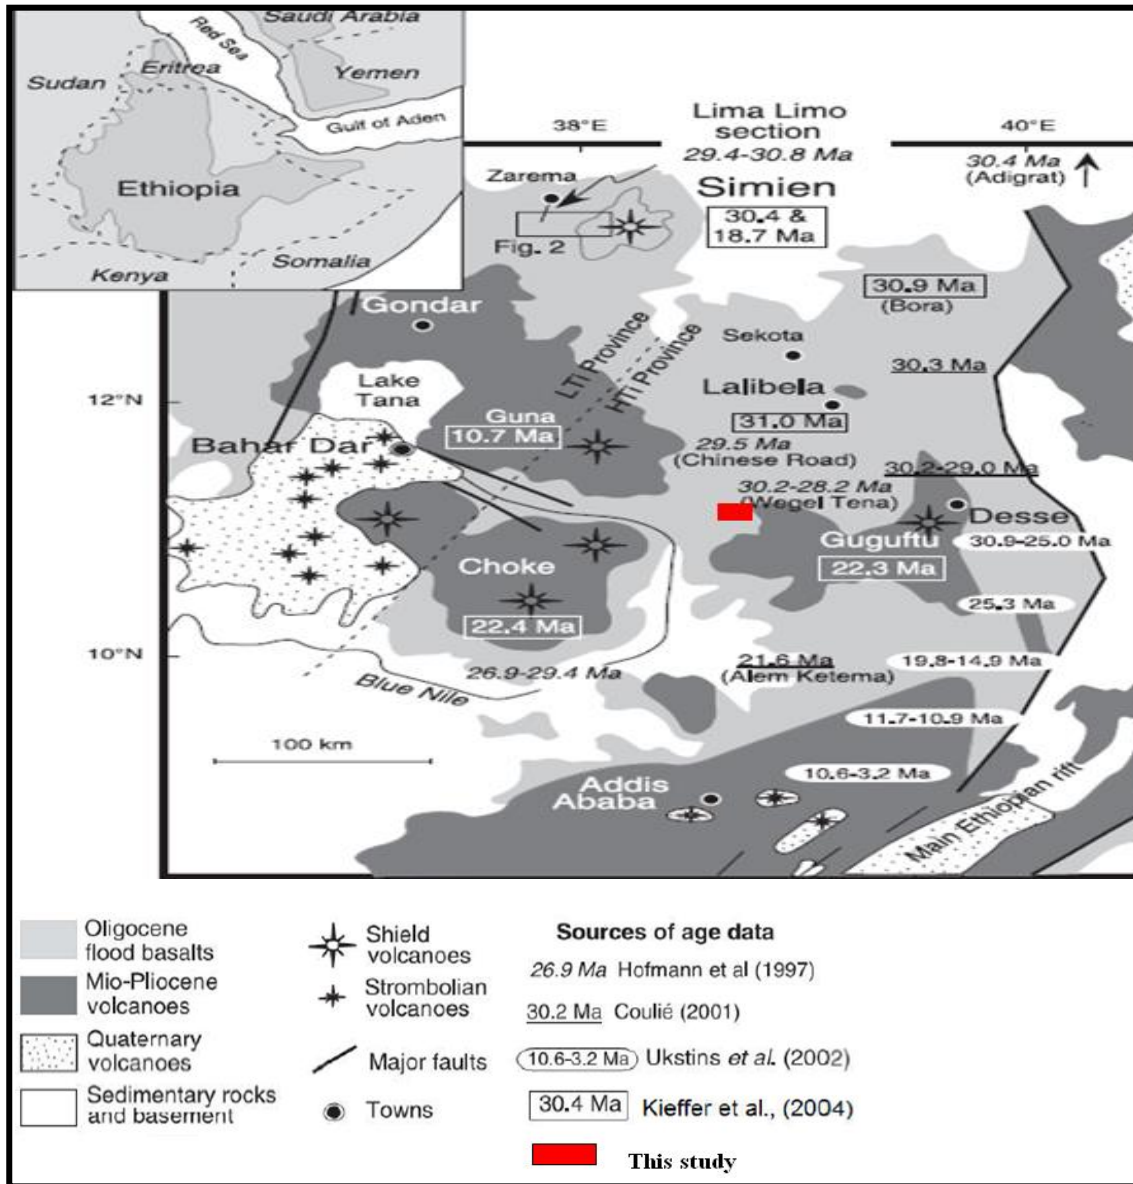 Saudi Arabia
Red Sea
Sudan
Eritrea
Yemen
Gulf of Aden
Ethiopia
Kenya
Somalia
38°E
Lima Limo
section
29.4-30.8 Ma
40°E
30.4 Ma
(Adigrat)
Zarema
Simien
30.4 &
18.7 Ma
Fig. 2
30.9 Ma
(Bora)
Gondar
LTi Province
HTi Province
Sekota
30.3 Ma
12°N
Lake
Tana
Lalibela
31.0 Ma
Guna
10.7 Ma
Bahar Dar
29.5 Ma
(Chinese Road)
30.2-29.0 Ma
30.2-28.2 Ma
(Wegel Tena)
Desse
Guguftu
22.3 Ma
30.9-25.0 Ma
Choke
22.4 Ma
25.3 Ma
10°N
26.9-29.4 Ma
21.6 Ma
(Alem Ketema)
19.8-14.9 Ma
Blue Nile
11.7-10.9 Ma
100 km
10.6-3.2 Ma
Addis
Ababa
Main Ethiopian rift
Oligocene
flood basalts
Mio-Pliocene
volcanoes
Quaternary
volcanoes
Sedimentary rocks
and basement
Shield
volcanoes
Strombolian
volcanoes
Major faults
Towns
Sources of age data
26.9 Ma Hofmann et al (1997)
30.2 Ma Coulié (2001)
10.6-3.2 Ma Ukstins et al. (2002)
30.4 Ma Kieffer et al., (2004)
This study